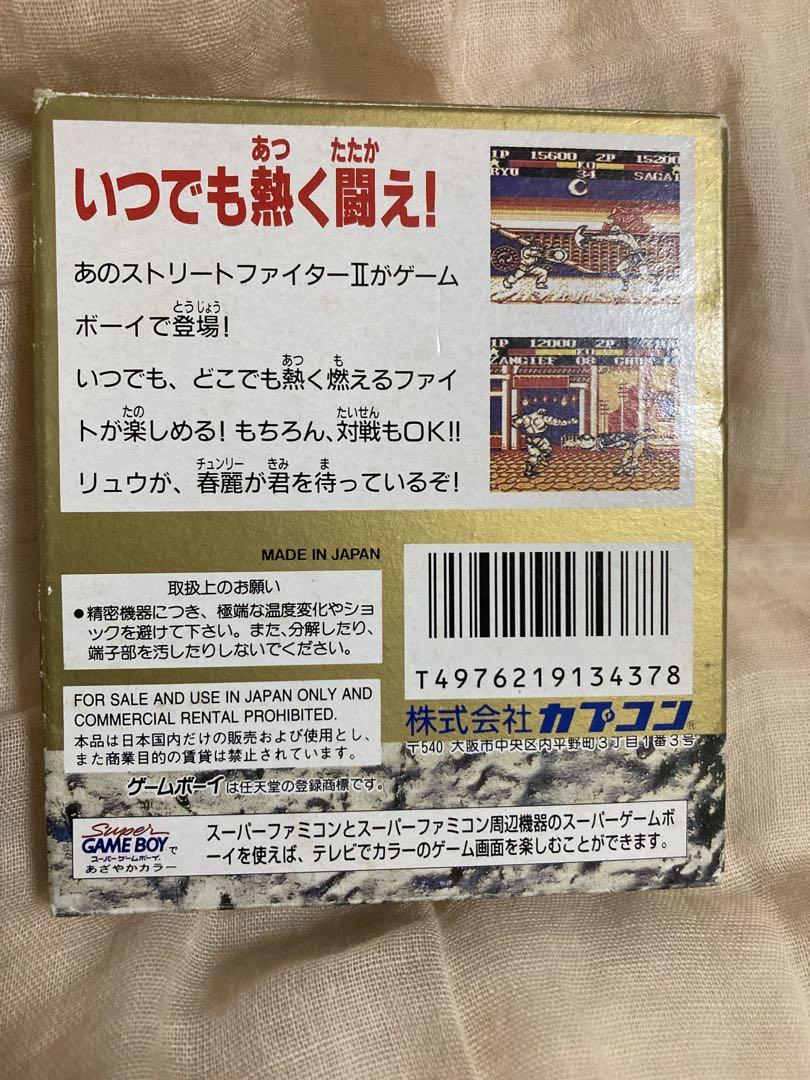 あつ たたか
いつでも熱く闘え!
あのストリートファイターⅡがゲーム
とうじょう
ボーイで登場!
あつ も
いつでも、どこでも熱く燃えるファイ
たの たいせん
トが楽しめる! もちろん、対戦もOK!!
チュンリー きみ ま
リュウが、春麗が君を待っているぞ!
1P 15600 2P 15200
RYU 34 SAGAT
KO
1P 12000
KO
ZANGIEF 08
MADE IN JAPAN
取扱上のお願い
●精密機器につき、極端な温度変化やショ
ックを避けて下さい。また、分解したり、
端子部を汚したりしないでください。
FOR SALE AND USE IN JAPAN ONLY AND
COMMERCIAL RENTAL PROHIBITED.
本品は日本国内だけの販売および使用とし、
また商業目的の賃貸は禁止されています。
ゲームボーイは任天堂の登録商標です。
T4976219134378
株式会社カプコン®
〒540 大阪市中央区内平野町3丁目1番3号
Super
GAME BOYで
スーパーゲームボーイ
あざやかカラー
スーパーファミコンとスーパーファミコン周辺機器のスーパーゲームボ
ーイを使えば、テレビでカラーのゲーム画面を楽しむことができます。